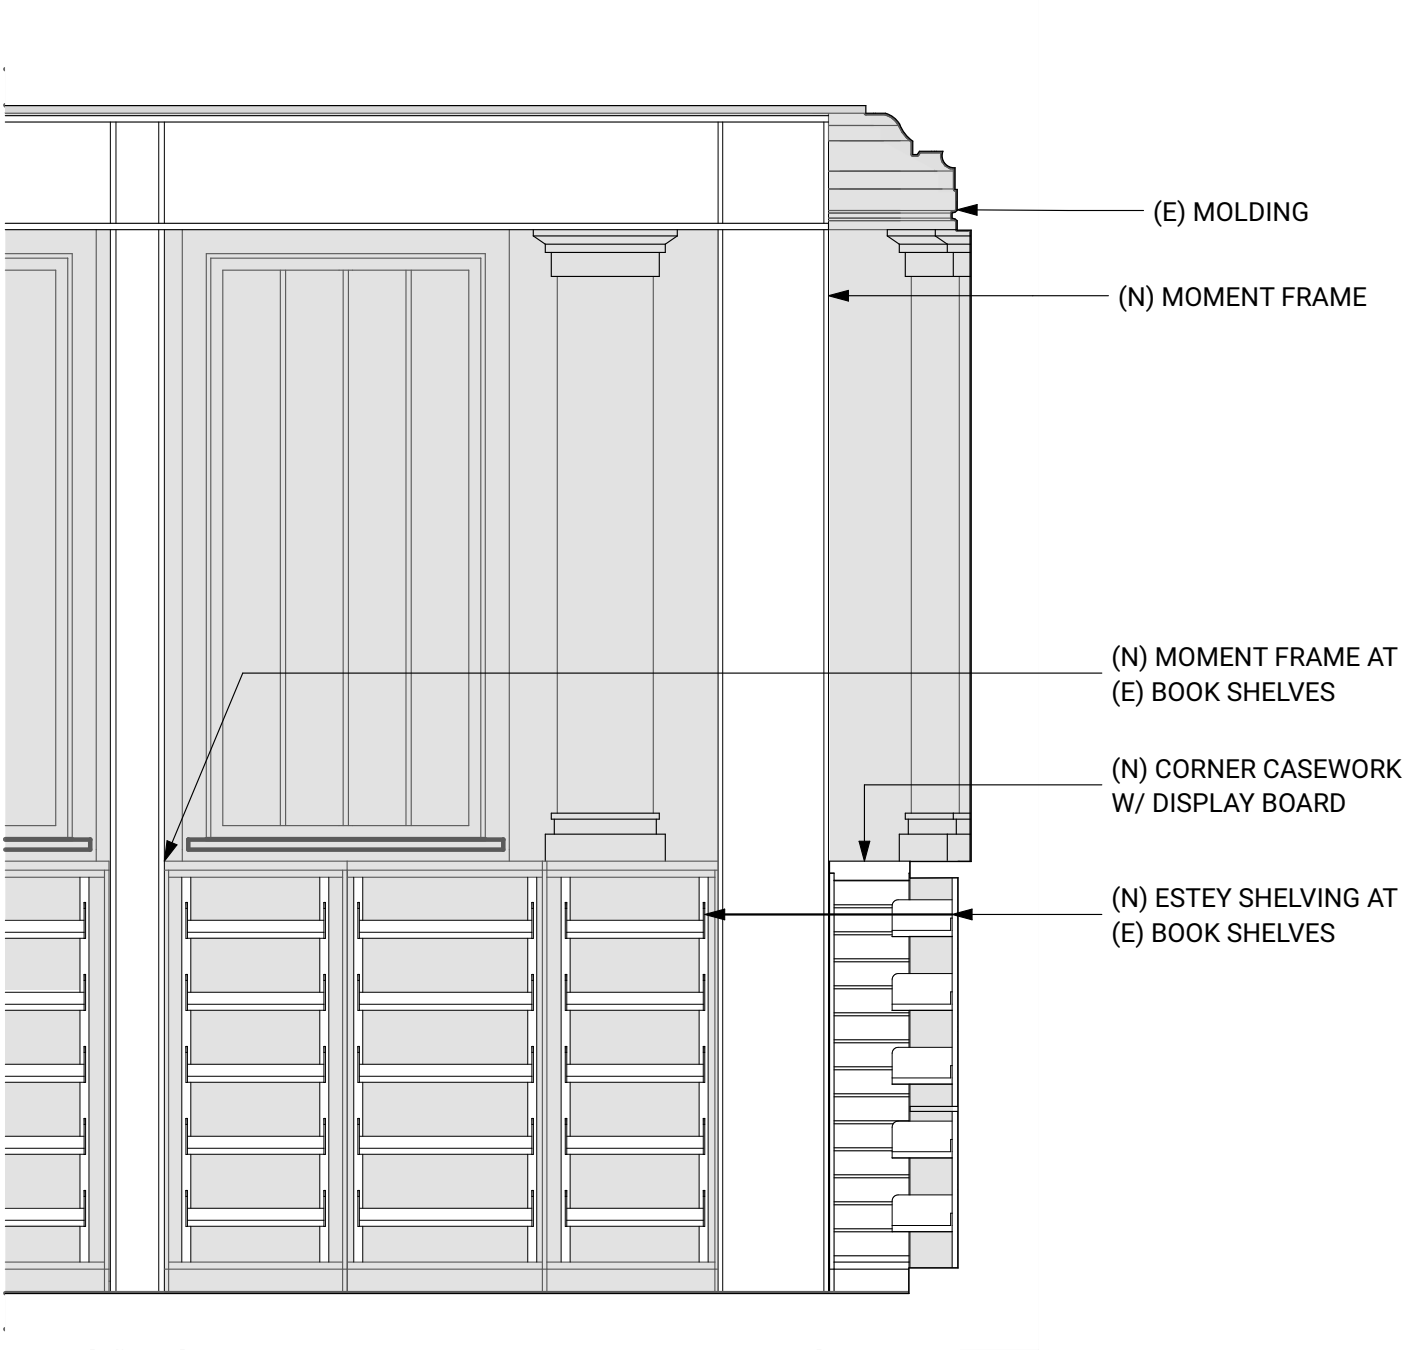 (E) MOLDING
(N) MOMENT FRAME
(N) MOMENT FRAME AT
(E) BOOK SHELVES
(N) CORNER CASEWORK
W/ DISPLAY BOARD
(N) ESTEY SHELVING AT
(E) BOOK SHELVES